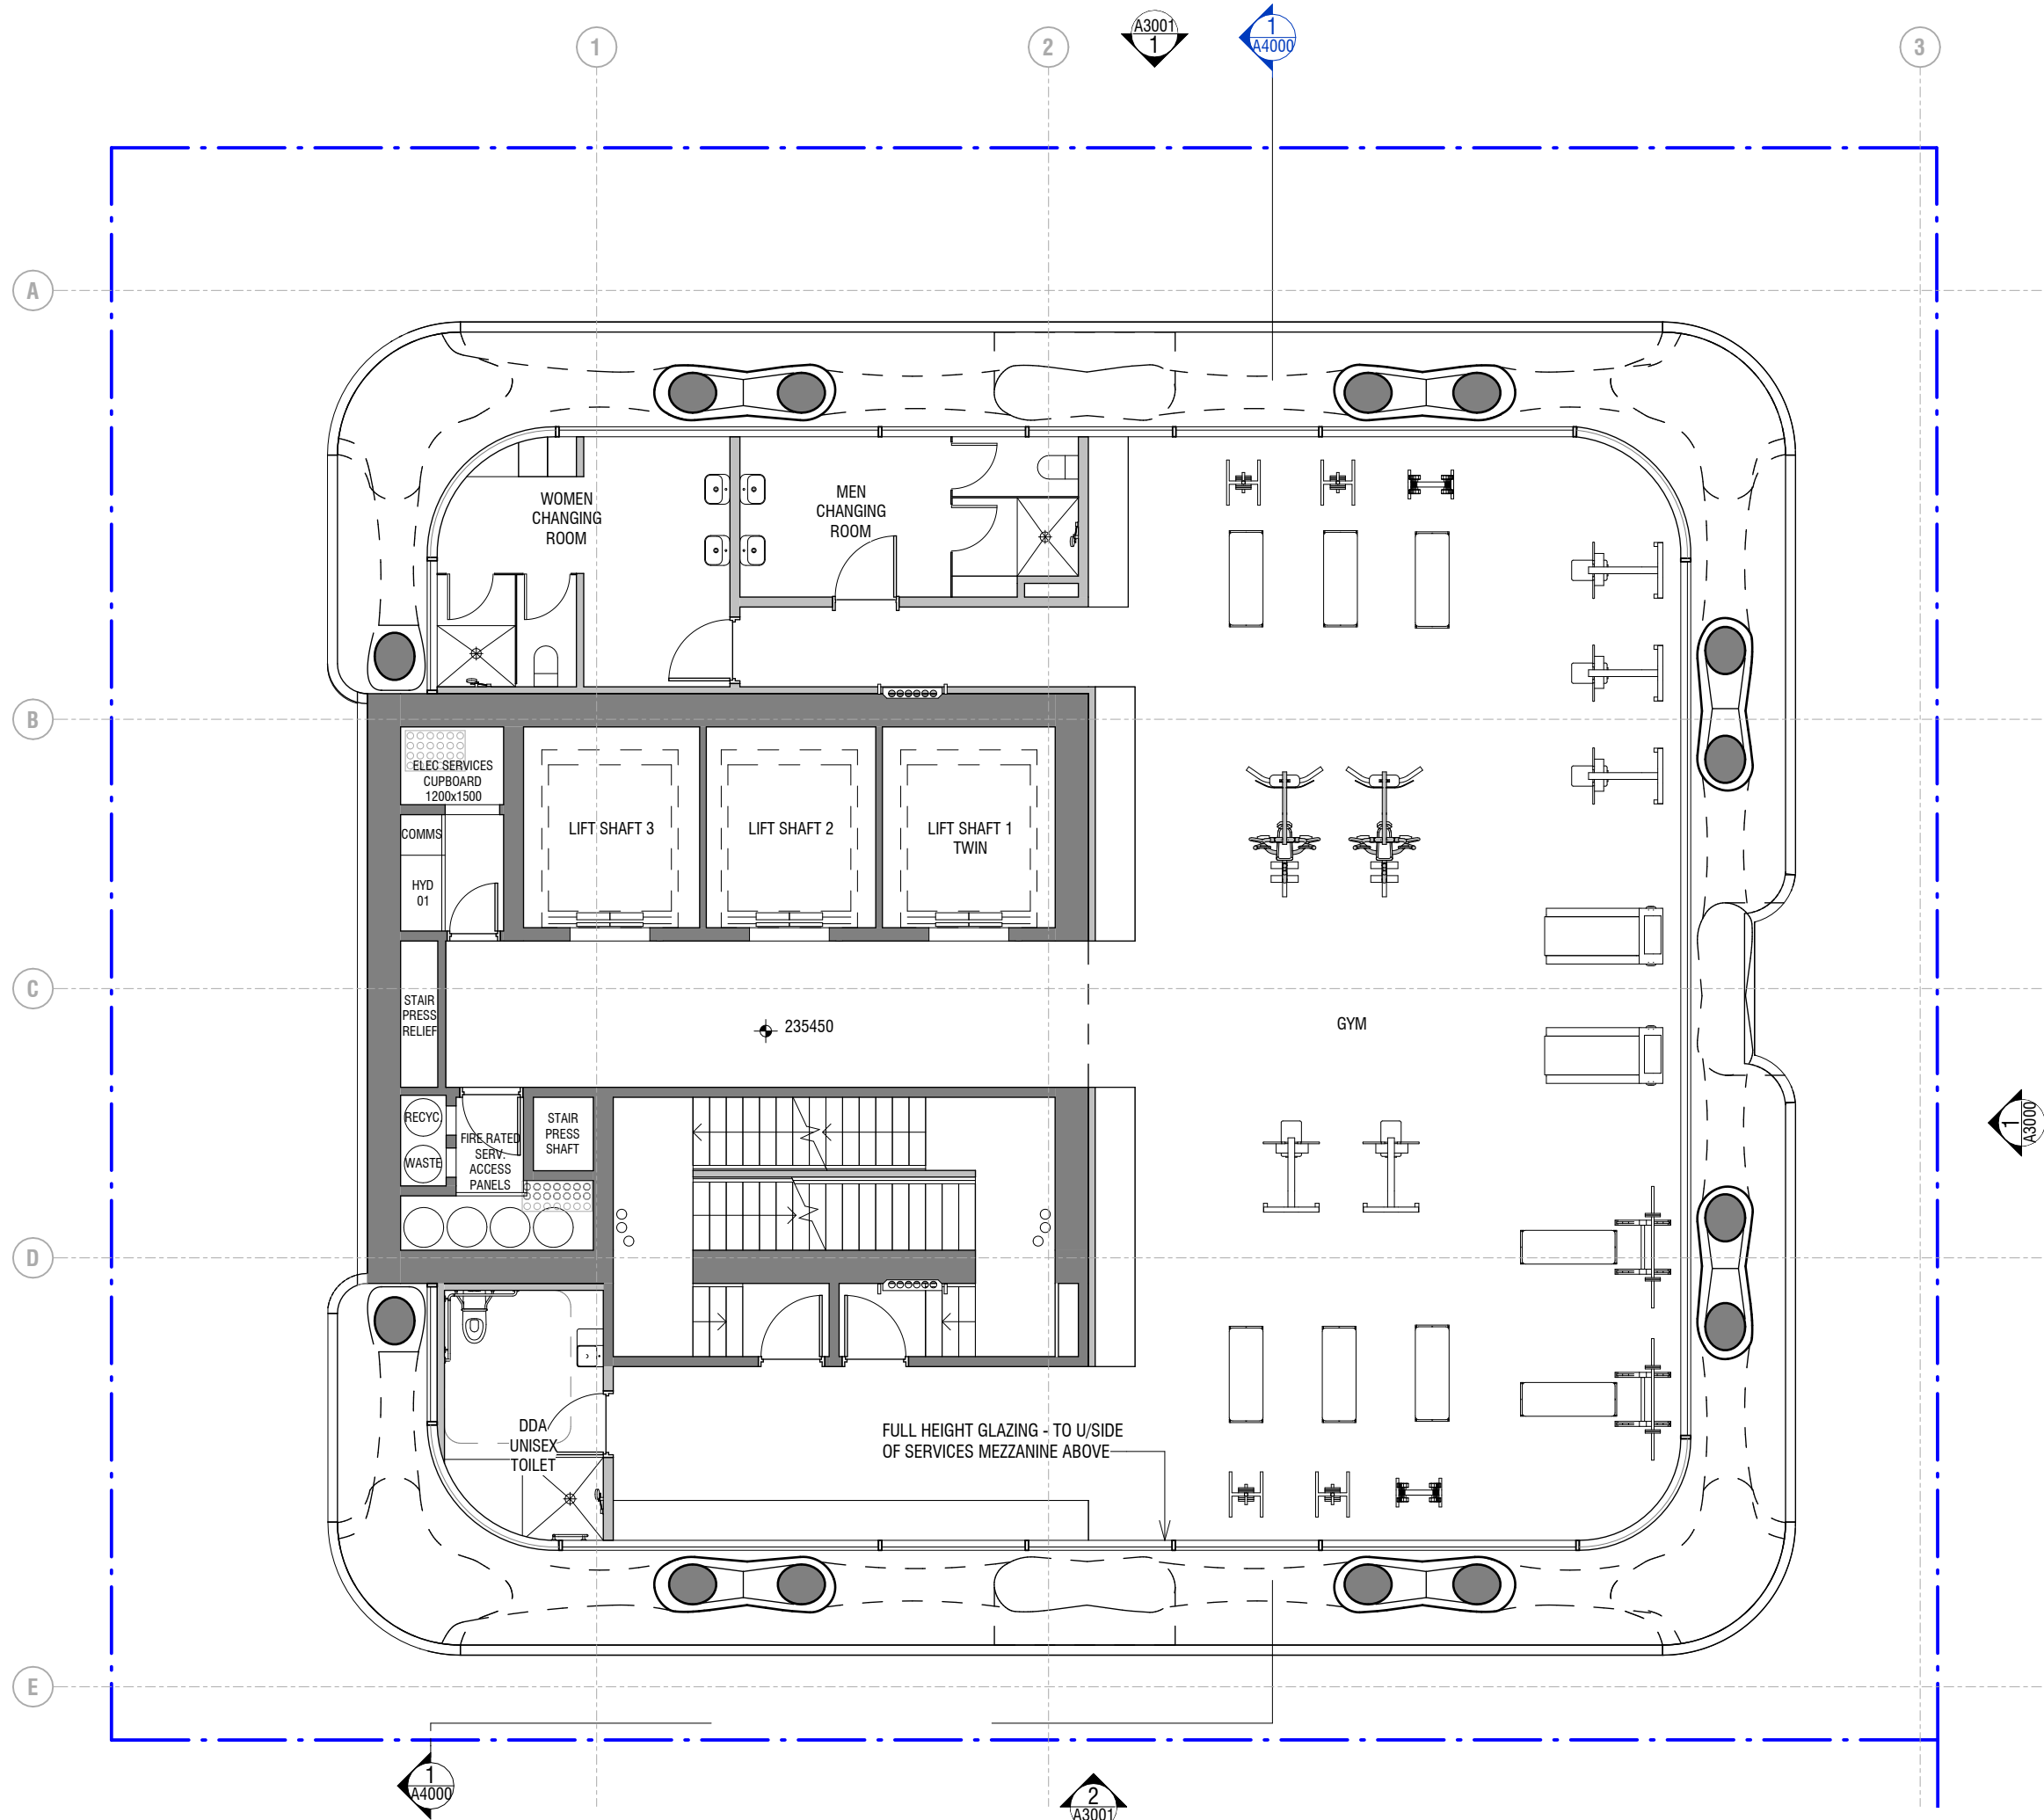 A3001
1
1
A4000
1
2
3
A
WOMEN
CHANGING
ROOM
MEN
CHANGING
ROOM
B
ELEC SERVICES
CUPBOARD
1200x1500
COMMS
HYD
01
LIFT SHAFT 3
LIFT SHAFT 2
LIFT SHAFT 1
TWIN
C
STAIR
PRESS
RELIEF
235450
GYM
RECYC.
WASTE
FIRE RATED
SERV.
ACCESS
PANELS
STAIR
PRESS
SHAFT
1
A3000
D
DDA
UNISEX
TOILET
FULL HEIGHT GLAZING - TO U/SIDE
OF SERVICES MEZZANINE ABOVE
E
1
A4000
2
A3001